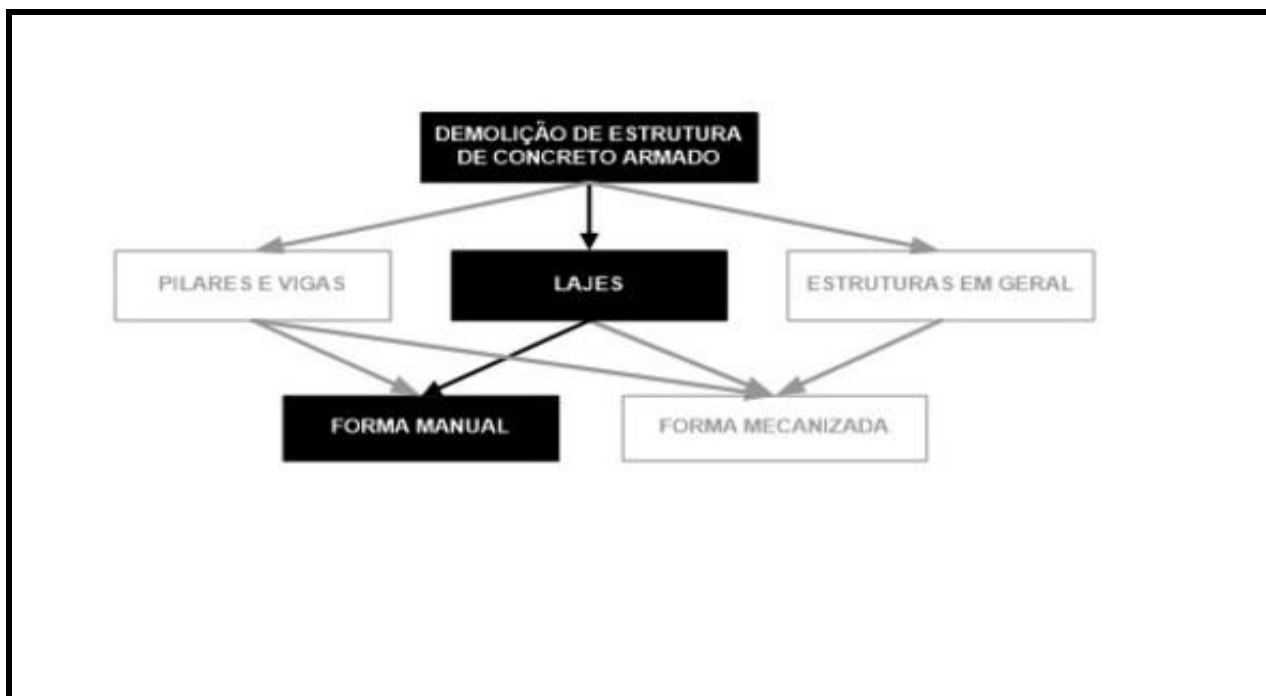 DEMOLIÇÃO DE ESTRUTURA
DE CONCRETO ARMADO
PILARES E VIGAS
LAJES
ESTRUTURAS EM GERAL
FORMA MANUAL
FORMA MECANIZADA